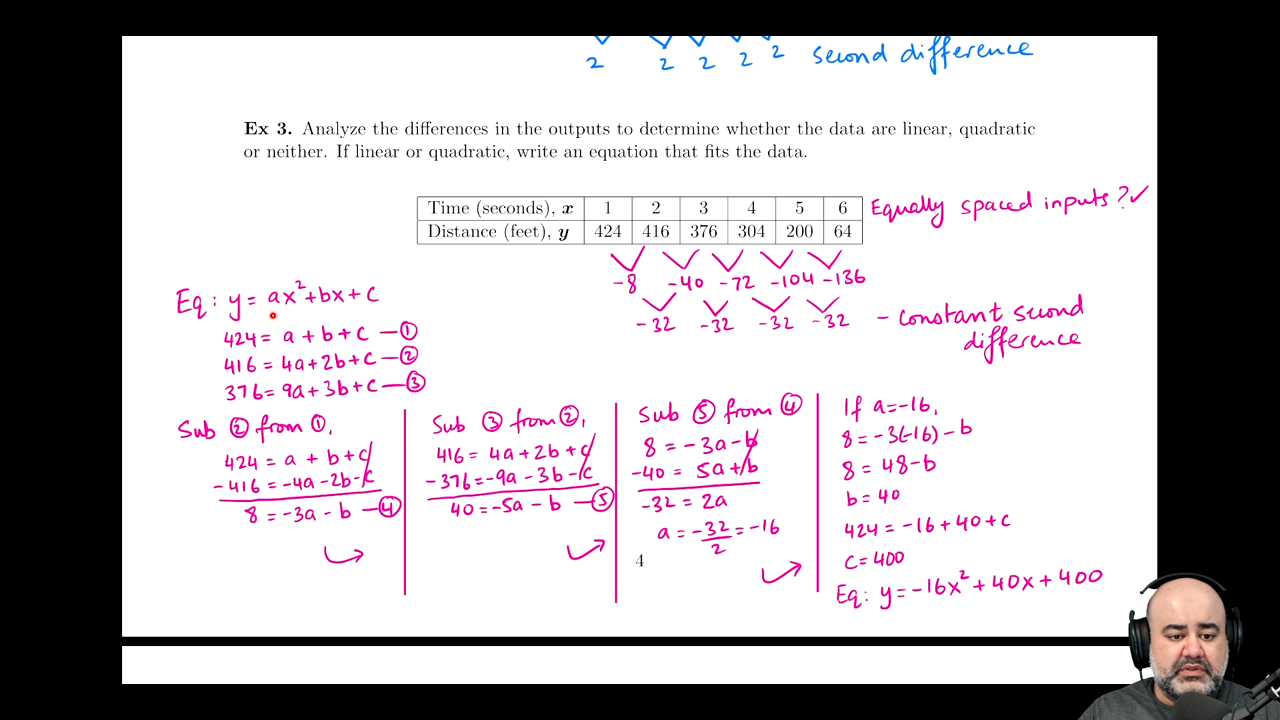 2 2 2 2 2 second difference
Ex 3. Analyze the differences in the outputs to determine whether the data are linear, quadratic
or neither. If linear or quadratic, write an equation that fits the data.
Time (seconds), x 1 2 3 4 5 6
Distance (feet), y 424 416 376 304 200 64
Equally spaced inputs? ✓
-8 -40 -72 -104 -136
-32 -32 -32 -32 - constant second
difference
Eq: y = ax²+bx+c
424 = a+b+c —①
416 = 4a+2b+c —②
376 = 9a+3b+c —③
Sub ② from ①,
424 = a + b + c
-416 = -4a -2b -c
8 = -3a - b —④
Sub ③ from ②,
416 = 4a+2b+c
-376 = -9a - 3b - c
40 = -5a - b —⑤
Sub ⑤ from ④
8 = -3a - b
-40 = 5a + b
-32 = 2a
a = -32/2 = -16
If a = -16,
8 = -3(-16) - b
8 = 48 - b
b = 40
424 = -16+40+c
c = 400
Eq: y = -16x² + 40x + 400
4